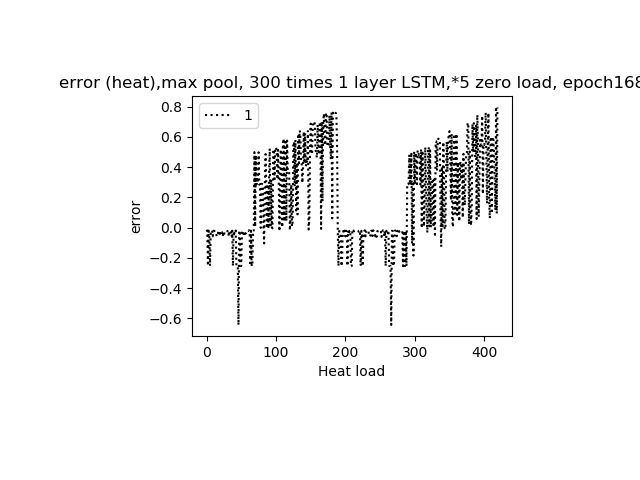 error (heat),max pool, 300 times 1 layer LSTM,*5 zero load, epoch168
1
0.8
0.6
0.4
0.2
0.0
−0.2
−0.4
−0.6
error
0 100 200 300 400
Heat load